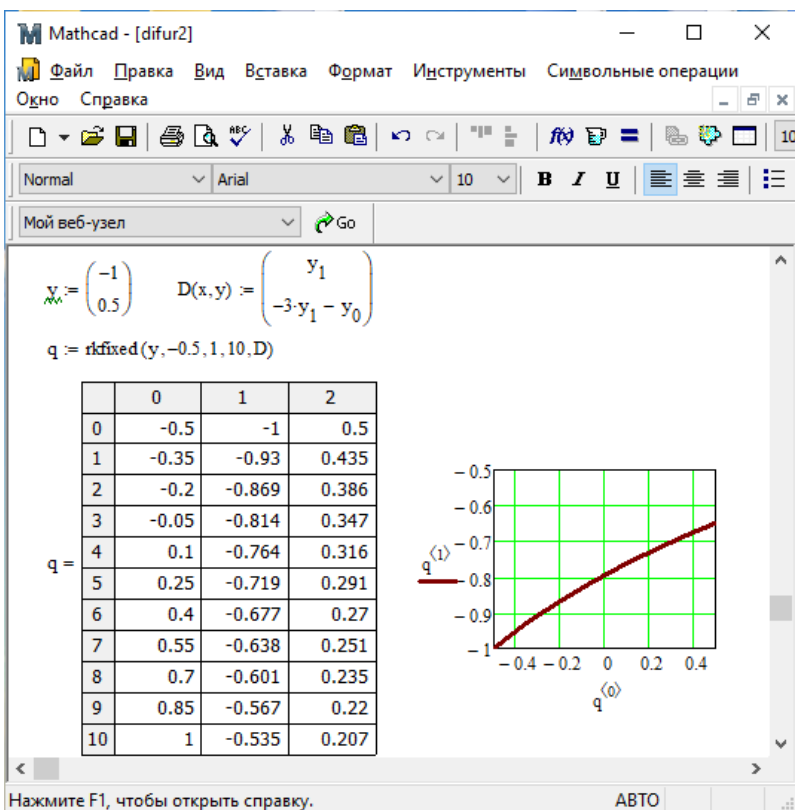 Mathcad - [difur2]
Файл Правка Вид Вставка Формат Инструменты Символьные операции
Окно Справка
ABC f(x) 10
Normal Arial 10 B I U
Мой веб-узел Go
y := (−1 0.5) D(x,y) := (y₁ −3·y₁ − y₀)
q := rkfixed(y,−0.5,1,10,D)
q =
0 1 2
0 -0.5 -1 0.5
1 -0.35 -0.93 0.435
2 -0.2 -0.869 0.386
3 -0.05 -0.814 0.347
4 0.1 -0.764 0.316
5 0.25 -0.719 0.291
6 0.4 -0.677 0.27
7 0.55 -0.638 0.251
8 0.7 -0.601 0.235
9 0.85 -0.567 0.22
10 1 -0.535 0.207
− 0.5
− 0.6
− 0.7
q⟨1⟩
− 0.8
− 0.9
− 1
− 0.4 − 0.2 0 0.2 0.4
q⟨0⟩
Нажмите F1, чтобы открыть справку. АВТО